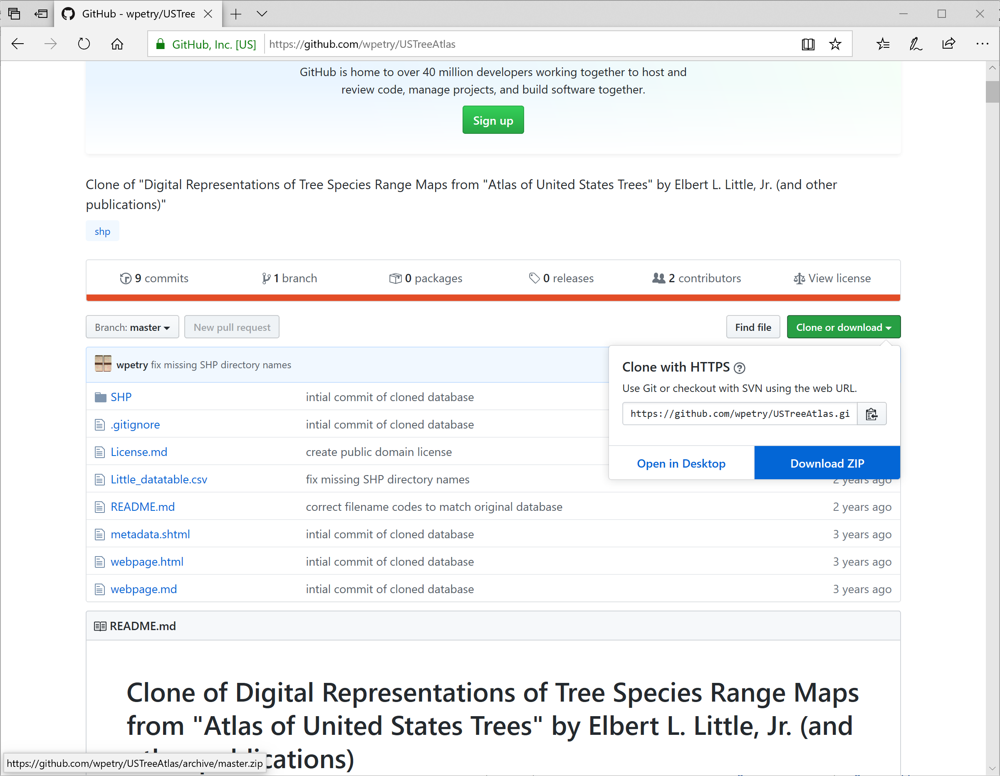 GitHub - wpetry/USTree
GitHub, Inc. [US]
https://github.com/wpetry/USTreeAtlas
GitHub is home to over 40 million developers working together to host and
review code, manage projects, and build software together.
Sign up
Clone of "Digital Representations of Tree Species Range Maps from "Atlas of United States Trees" by Elbert L. Little, Jr. (and other
publications)"
shp
9 commits
1 branch
0 packages
0 releases
2 contributors
View license
Branch: master
New pull request
Find file
Clone or download
wpetry fix missing SHP directory names
Clone with HTTPS
Use Git or checkout with SVN using the web URL.
https://github.com/wpetry/USTreeAtlas.gi
Open in Desktop
Download ZIP
SHP intial commit of cloned database
.gitignore intial commit of cloned database
License.md create public domain license
Little_datatable.csv fix missing SHP directory names 2 years ago
README.md correct filename codes to match original database 2 years ago
metadata.shtml intial commit of cloned database 3 years ago
webpage.html intial commit of cloned database 3 years ago
webpage.md intial commit of cloned database 3 years ago
README.md
Clone of Digital Representations of Tree Species Range Maps
from "Atlas of United States Trees" by Elbert L. Little, Jr. (and
cations)
https://github.com/wpetry/USTreeAtlas/archive/master.zip